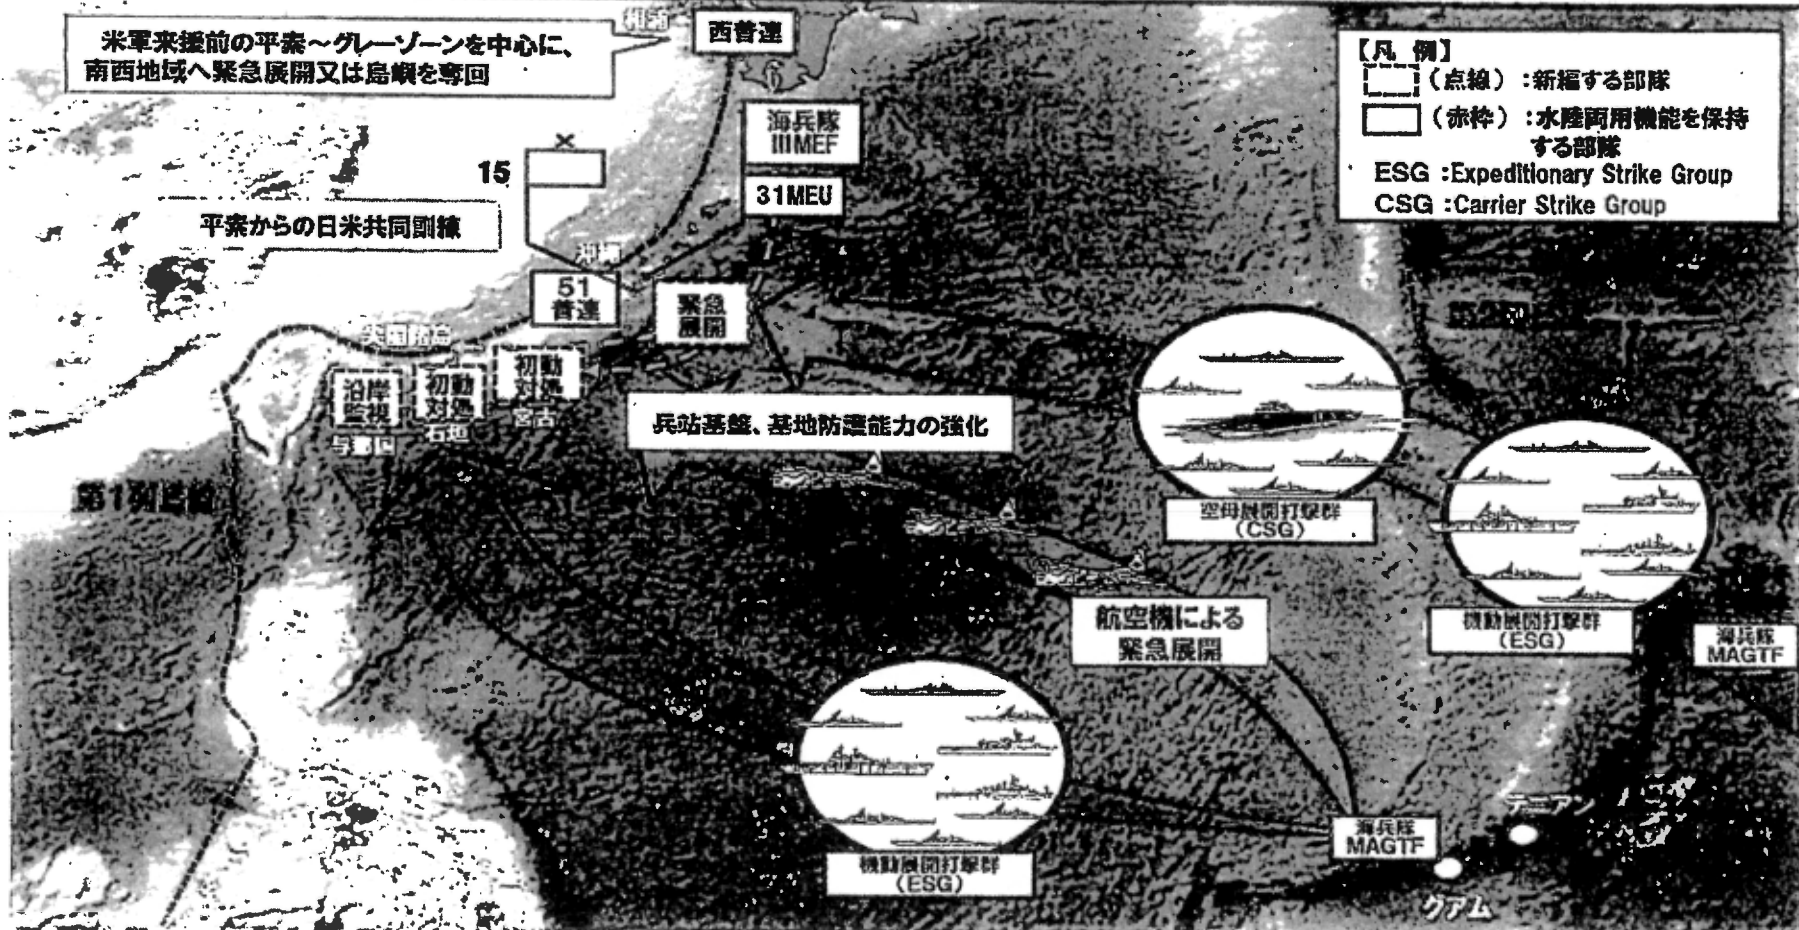 相浦
西普連
米軍来援前の平素～グレーゾーンを中心に、
南西地域へ緊急展開又は島嶼を奪回
【凡 例】
（点線）：新編する部隊
（赤枠）：水陸両用機能を保持
する部隊
ESG :Expeditionary Strike Group
CSG :Carrier Strike Group
海兵隊
ⅢMEF
31MEU
15
平素からの日米共同訓練
沖縄
51
普連
緊急
展開
尖閣諸島
初動
対処
宮古
初動
対処
石垣
沿岸
監視
与那国
兵站基盤、基地防護能力の強化
第1列島線
空母展開打撃群
(CSG)
機動展開打撃群
(ESG)
海兵隊
MAGTF
航空機による
緊急展開
機動展開打撃群
(ESG)
海兵隊
MAGTF
テニアン
グアム